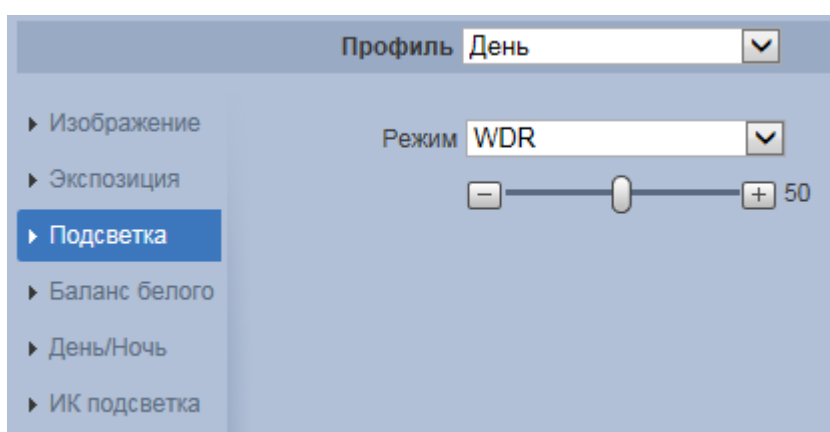 Профиль День
Изображение
Режим WDR
Экспозиция
50
Подсветка
Баланс белого
День/Ночь
ИК подсветка